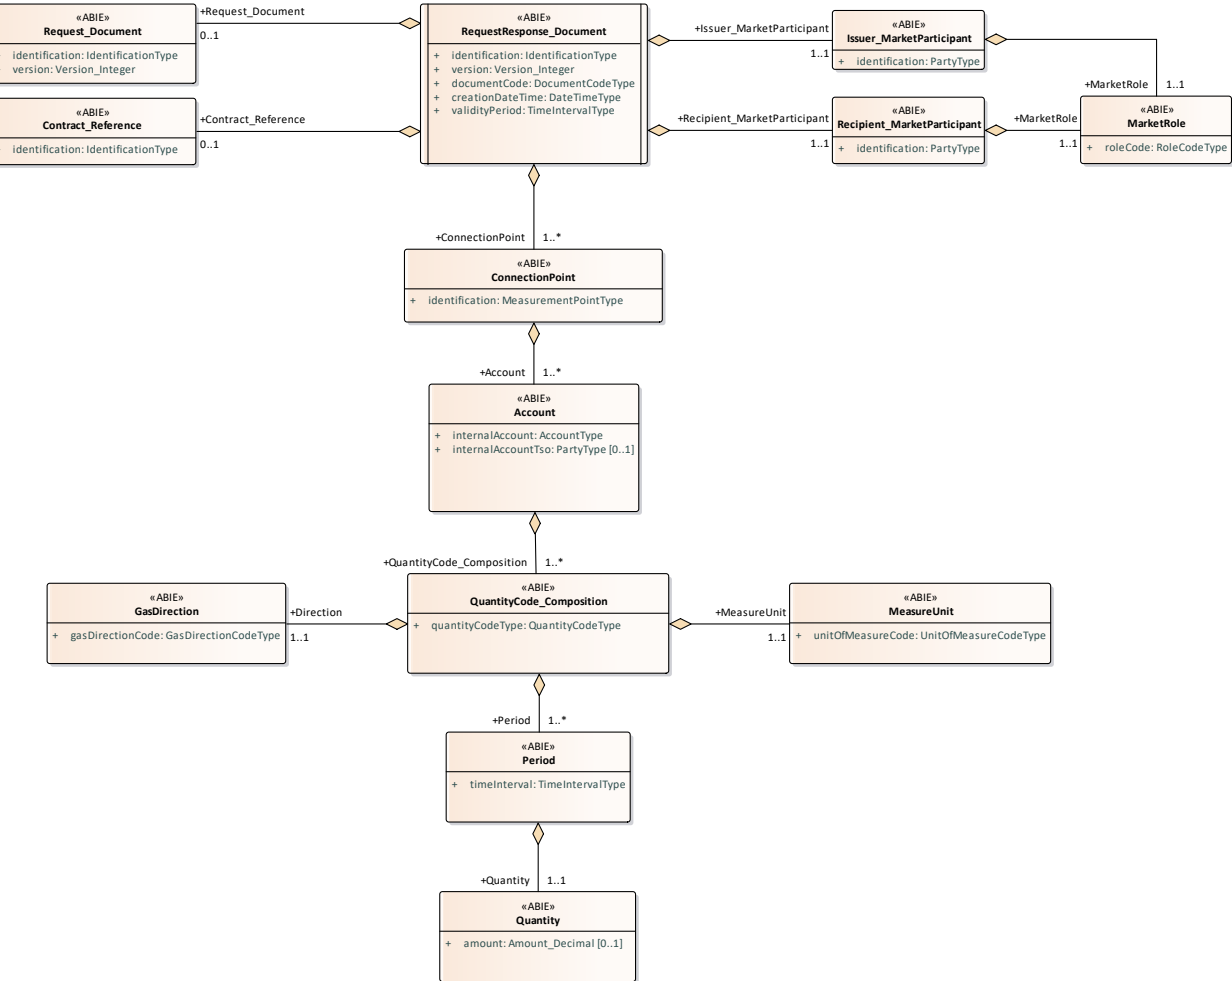 «ABIE»
Request_Document
identification: IdentificationType
version: Version_Integer
+Request_Document
0..1
«ABIE»
RequestResponse_Document
+ identification: IdentificationType
+ version: Version_Integer
+ documentCode: DocumentCodeType
+ creationDateTime: DateTimeType
+ validityPeriod: TimeIntervalType
+Issuer_MarketParticipant
1..1
«ABIE»
Issuer_MarketParticipant
+ identification: PartyType
+MarketRole 1..1
«ABIE»
Contract_Reference
identification: IdentificationType
+Contract_Reference
0..1
+Recipient_MarketParticipant
1..1
«ABIE»
Recipient_MarketParticipant
+ identification: PartyType
+MarketRole
1..1
«ABIE»
MarketRole
+ roleCode: RoleCodeType
+ConnectionPoint 1..*
«ABIE»
ConnectionPoint
+ identification: MeasurementPointType
+Account 1..*
«ABIE»
Account
+ internalAccount: AccountType
+ internalAccountTso: PartyType [0..1]
+QuantityCode_Composition 1..*
«ABIE»
GasDirection
+ gasDirectionCode: GasDirectionCodeType
+Direction
1..1
«ABIE»
QuantityCode_Composition
+ quantityCodeType: QuantityCodeType
+MeasureUnit
1..1
«ABIE»
MeasureUnit
+ unitOfMeasureCode: UnitOfMeasureCodeType
+Period 1..*
«ABIE»
Period
+ timeInterval: TimeIntervalType
+Quantity 1..1
«ABIE»
Quantity
+ amount: Amount_Decimal [0..1]